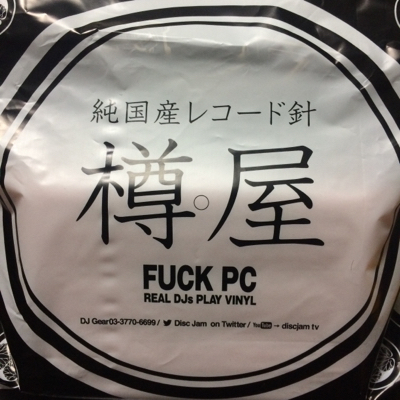 純国産レコード針
樽。屋
FUCK PC
REAL DJs PLAY VINYL
DJ Gear03-3770-6699 / Disc Jam on Twitter / YouTube → discjam tv